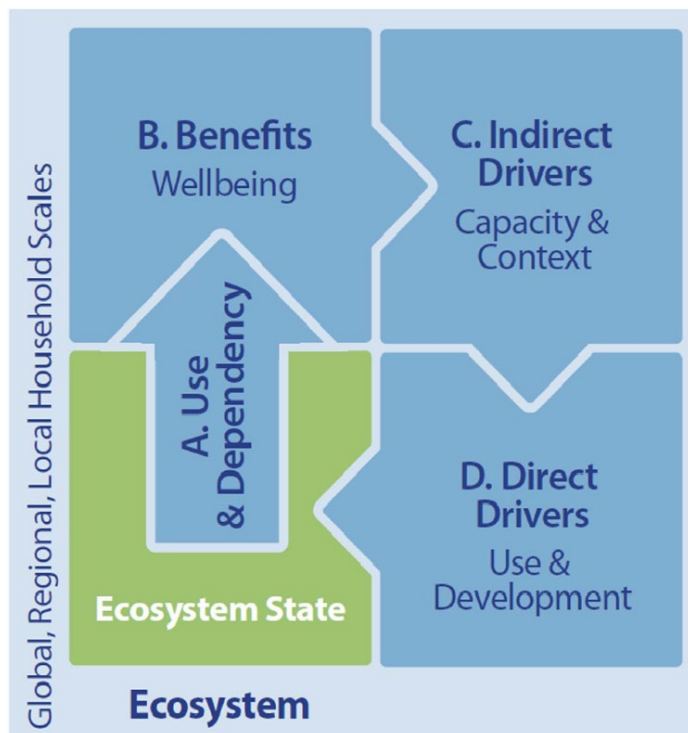 Global, Regional, Local Household Scales
B. Benefits
Wellbeing
C. Indirect
Drivers
Capacity &
Context
A. Use
& Dependency
Ecosystem State
D. Direct
Drivers
Use &
Development
Ecosystem